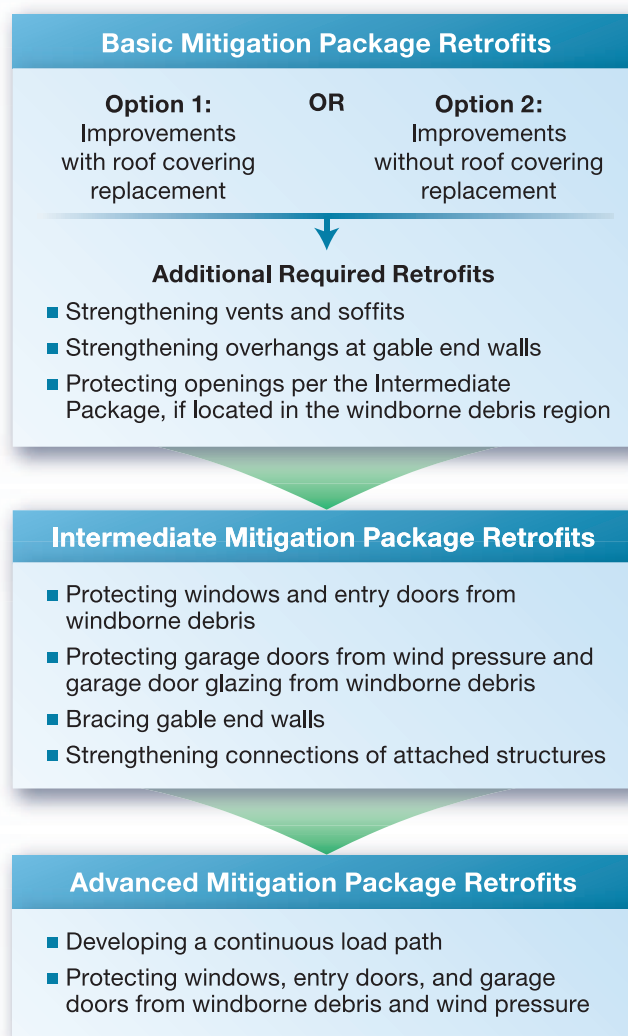 Basic Mitigation Package Retrofits
Option 1:
Improvements
with roof covering
replacement
OR
Option 2:
Improvements
without roof covering
replacement
Additional Required Retrofits
Strengthening vents and soffits
Strengthening overhangs at gable end walls
Protecting openings per the Intermediate
Package, if located in the windborne debris region
Intermediate Mitigation Package Retrofits
Protecting windows and entry doors from
windborne debris
Protecting garage doors from wind pressure and
garage door glazing from windborne debris
Bracing gable end walls
Strengthening connections of attached structures
Advanced Mitigation Package Retrofits
Developing a continuous load path
Protecting windows, entry doors, and garage
doors from windborne debris and wind pressure